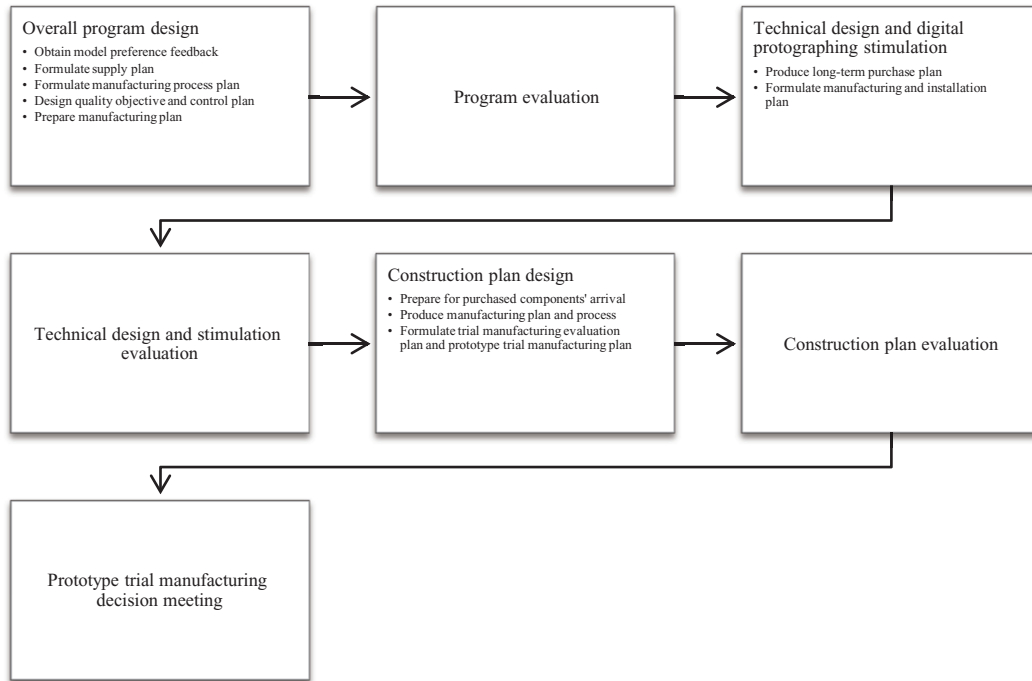 Overall program design
• Obtain model preference feedback
• Formulate supply plan
• Formulate manufacturing process plan
• Design quality objective and control plan
• Prepare manufacturing plan
Program evaluation
Technical design and digital
protographing stimulation
• Produce long-term purchase plan
• Formulate manufacturing and installation
plan
Technical design and stimulation
evaluation
Construction plan design
• Prepare for purchased components' arrival
• Produce manufacturing plan and process
• Formulate trial manufacturing evaluation
plan and prototype trial manufacturing plan
Construction plan evaluation
Prototype trial manufacturing
decision meeting